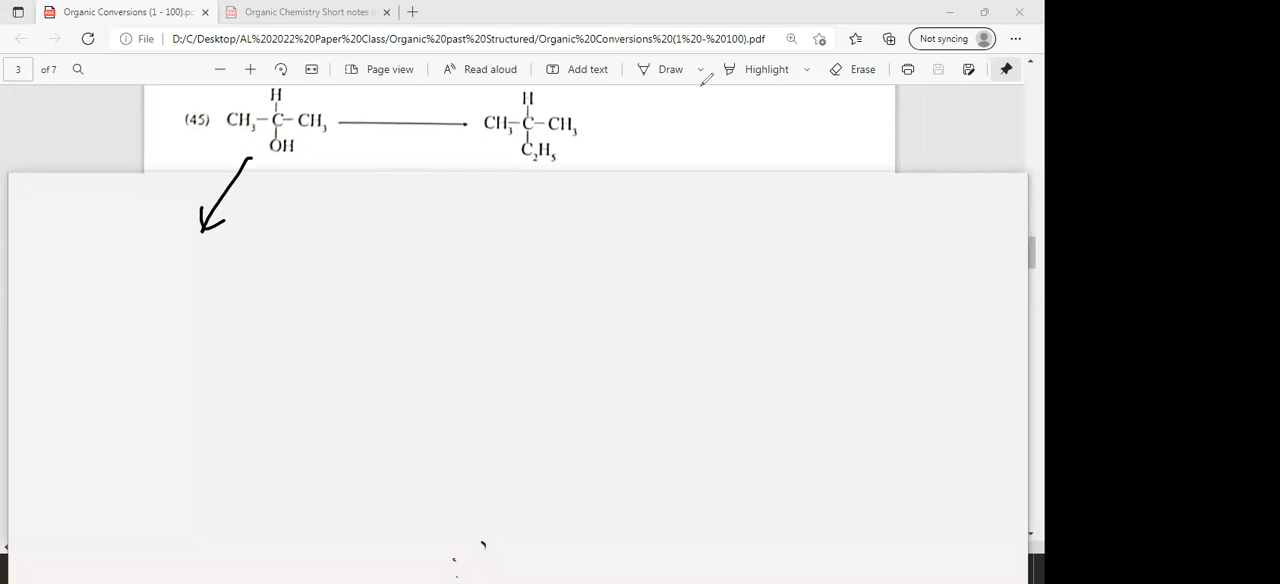 Organic Conversions (1 - 100).pc
Organic Chemistry Short notes
File D:/C/Desktop/AL%202022%20Paper%20Class/Organic%20past%20Structured/Organic%20Conversions%20(1%20-%20100).pdf
Not syncing
3 of 7 Page view Read aloud Add text Draw Highlight Erase
H H
(45) CH₃-C-CH₃ CH₃-C-CH₃
OH C₂H₅